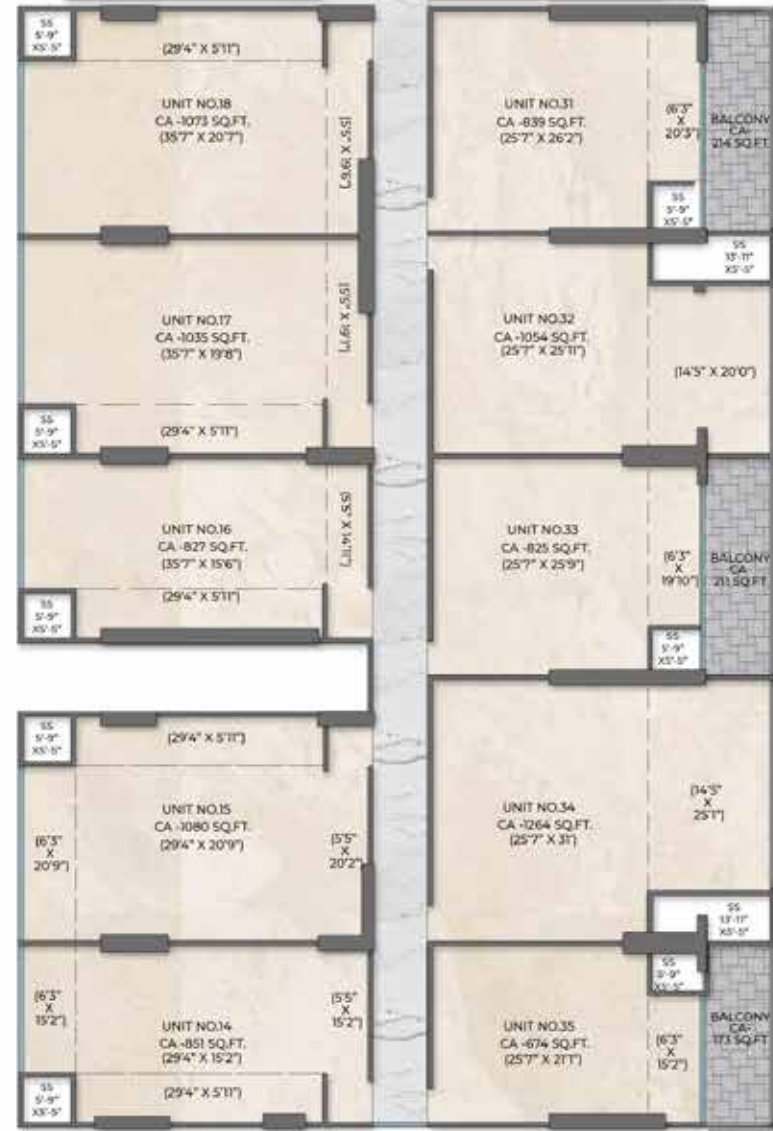 SS
5'-9"
X5'-5"
(29'4" X 5'11")
UNIT NO.18
CA -1073 SQ.FT.
(35'7" X 20'7")
(5'5" X 19'6")
UNIT NO.31
CA -839 SQ.FT.
(25'7" X 26'2")
(6'3"
X
20'3")
BALCONY
CA-
214 SQ.FT.
SS
5'-9"
X5'-5"
UNIT NO.17
CA -1035 SQ.FT.
(35'7" X 19'8")
(5'5" X 19'1")
SS
5'-9"
X5'-5"
(29'4" X 5'11")
UNIT NO.32
CA -1054 SQ.FT.
(25'7" X 25'11")
SS
13'-11"
X5'-5"
(14'5" X 20'0")
UNIT NO.16
CA -827 SQ.FT.
(35'7" X 15'6")
(5'5" X 14'11")
(29'4" X 5'11")
SS
5'-9"
X5'-5"
UNIT NO.33
CA -825 SQ.FT.
(25'7" X 25'9")
(6'3"
X
19'10")
BALCONY
CA
211 SQ.FT
SS
5'-9"
X5'-5"
SS
5'-9"
X5'-5"
(29'4" X 5'11")
UNIT NO.15
CA -1080 SQ.FT.
(29'4" X 20'9")
(6'3"
X
20'9")
(5'5"
X
20'2")
UNIT NO.34
CA -1264 SQ.FT.
(25'7" X 31')
(14'5"
X
25'1")
SS
13'-11"
X5'-5"
(6'3"
X
15'2")
UNIT NO.14
CA -851 SQ.FT.
(29'4" X 15'2")
(5'5"
X
15'2")
SS
5'-9"
X5'-5"
(29'4" X 5'11")
SS
5'-9"
X5'-5"
UNIT NO.35
CA -674 SQ.FT.
(25'7" X 21'1")
(6'3"
X
15'2")
BALCONY
CA-
173 SQ.FT